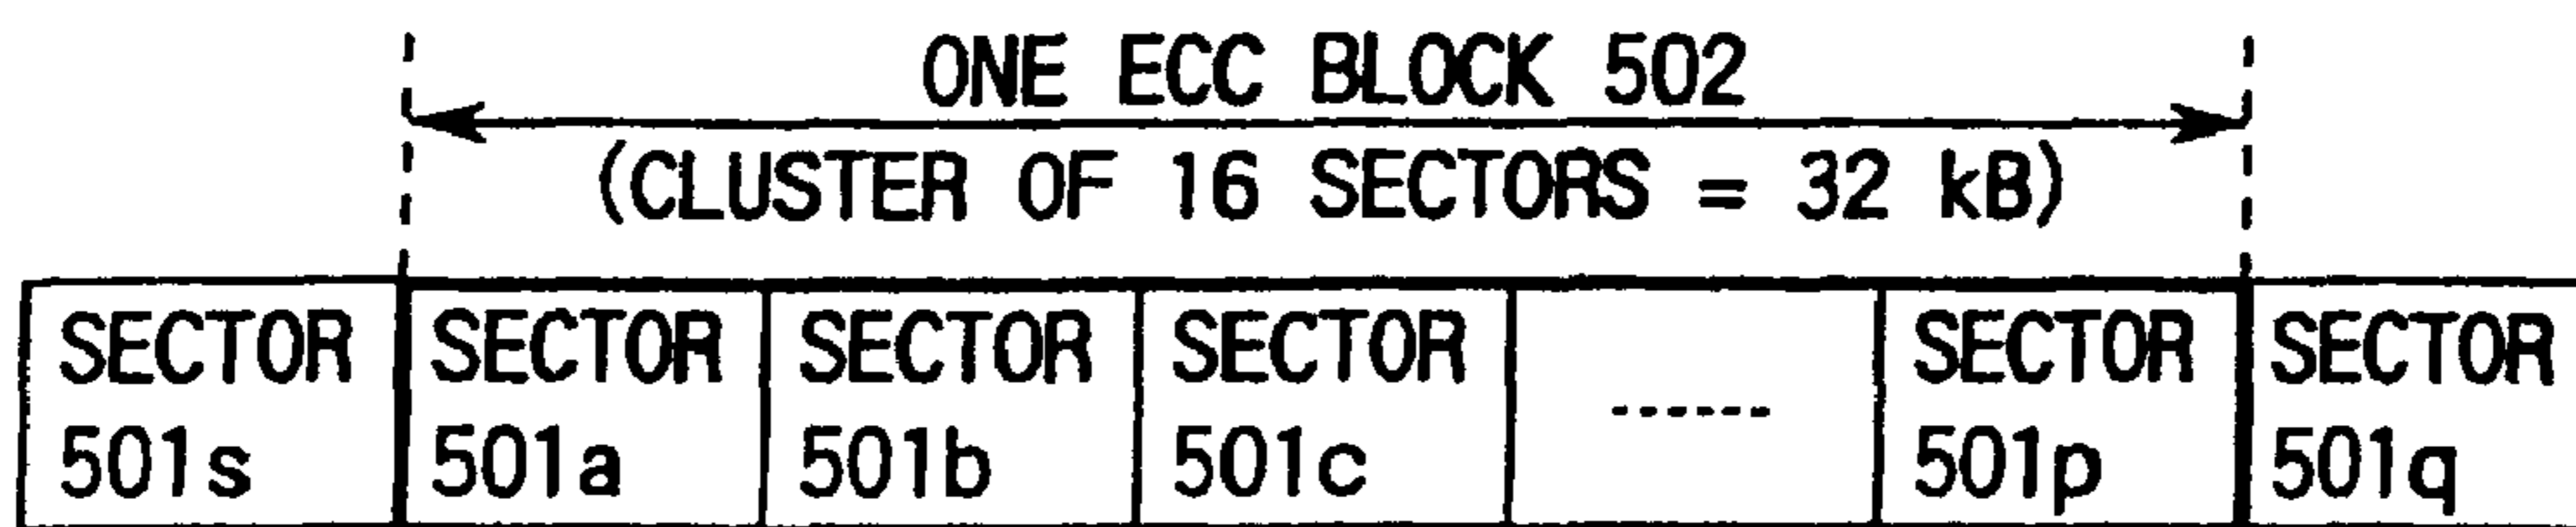 ONE ECC BLOCK 502
(CLUSTER OF 16 SECTORS = 32 kB)
SECTOR SECTOR SECTOR SECTOR ------ SECTOR SECTOR
501s 501a 501b 501c 501p 501q